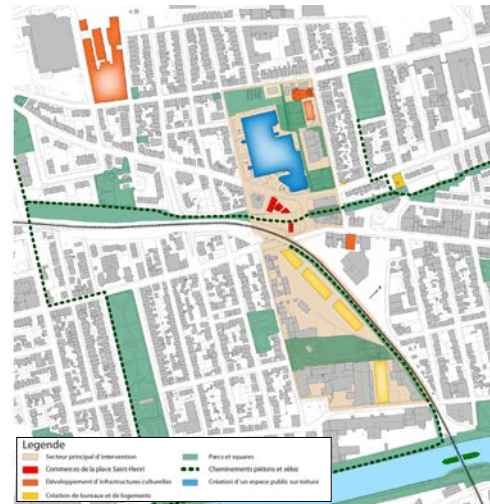 Legende
Secteur principal d'intervention
Commerces de la place Saint-Henri
Développement d'infrastructures culturelles
Création de bureaux et de logements
Parcs et squares
Cheminnements piétons et vélos
Création d'un espace public sur toiture